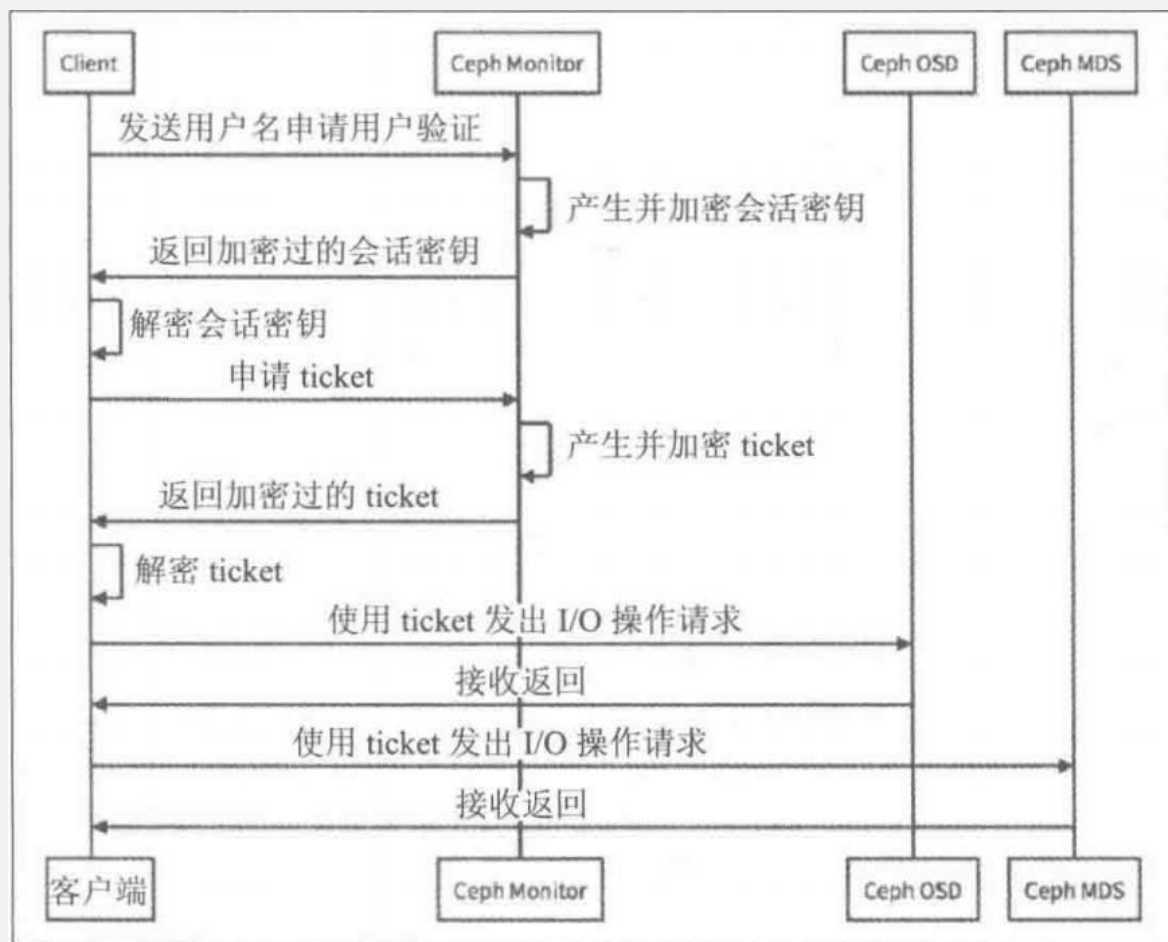 Client
Ceph Monitor
Ceph OSD
Ceph MDS
发送用户名申请用户验证
产生并加密会活密钥
返回加密过的会话密钥
解密会话密钥
申请 ticket
产生并加密 ticket
返回加密过的 ticket
解密 ticket
使用 ticket 发出 I/O 操作请求
接收返回
使用 ticket 发出 I/O 操作请求
接收返回
客户端
Ceph Monitor
Ceph OSD
Ceph MDS